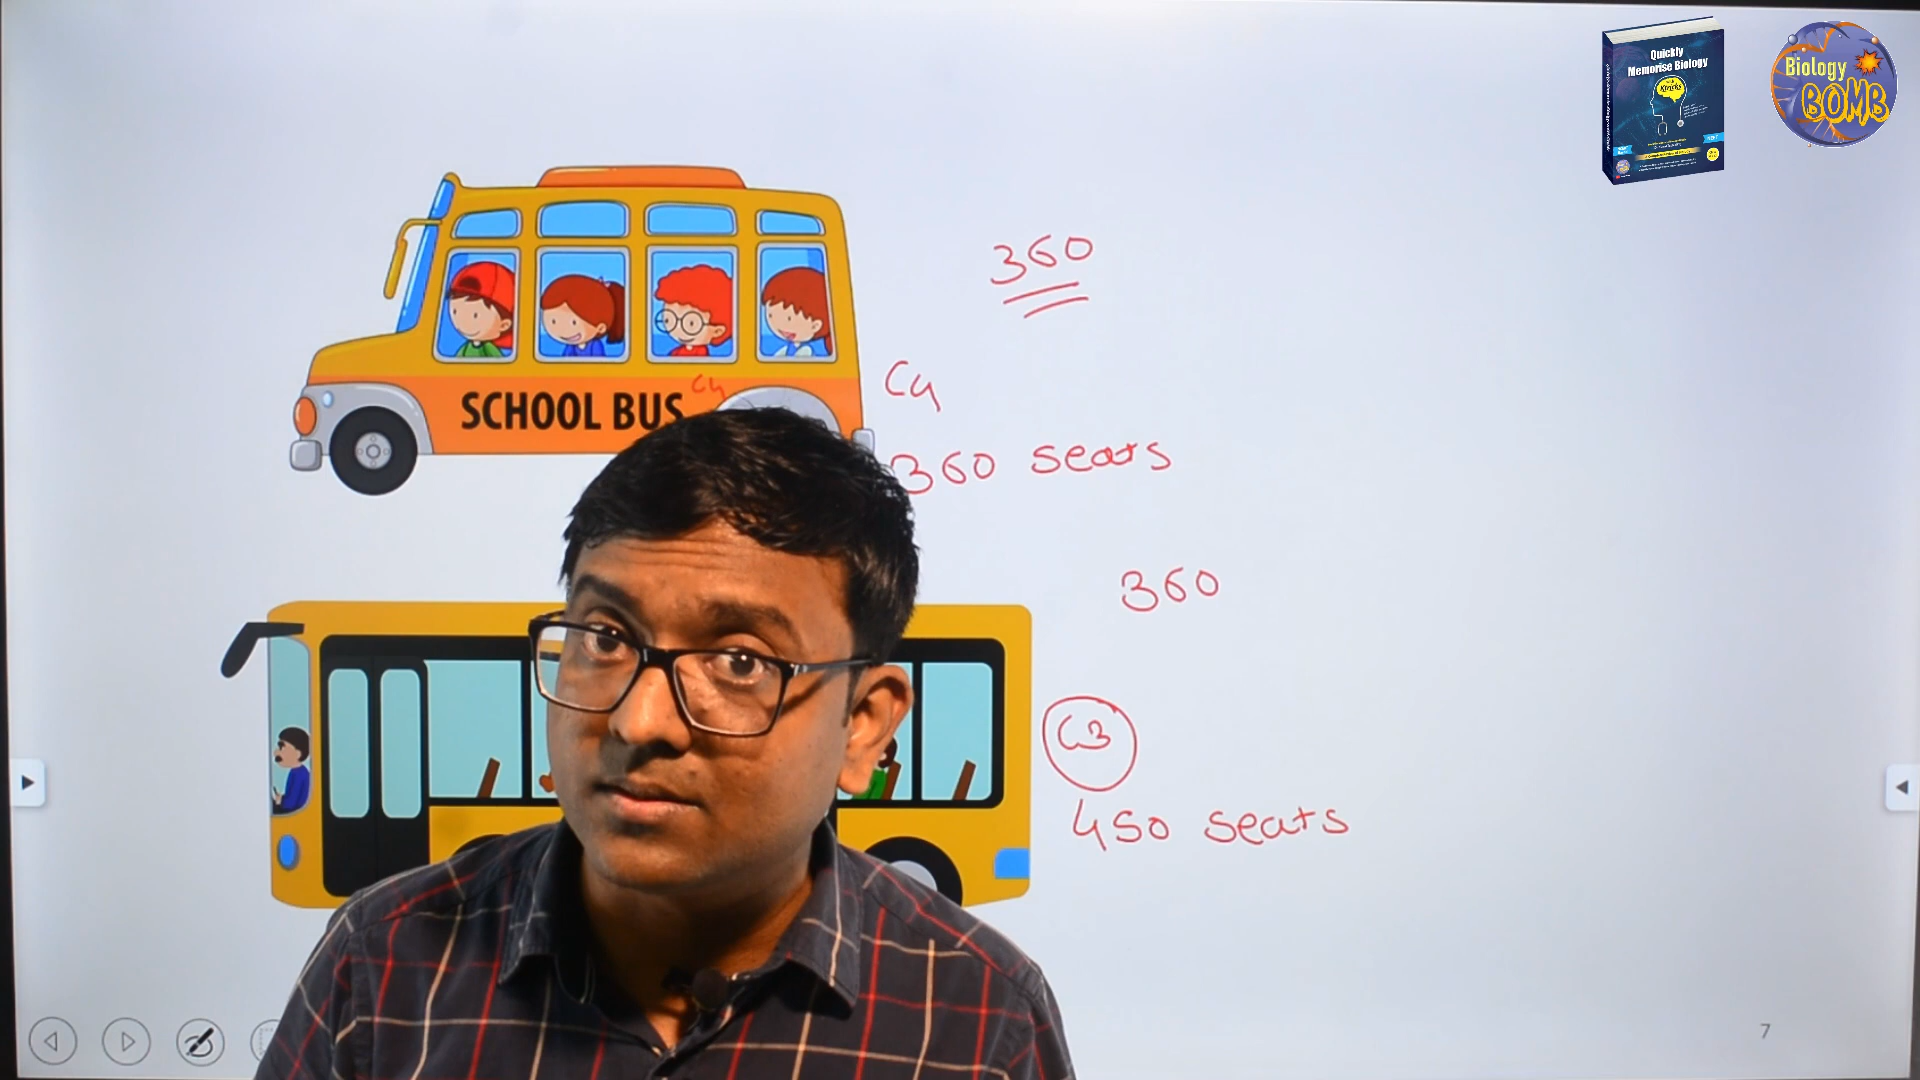 Quickly
Memorise Biology
Biology
BOMB
360
C4
SCHOOL BUS
C4
360 seats
360
C3
450 seats
7